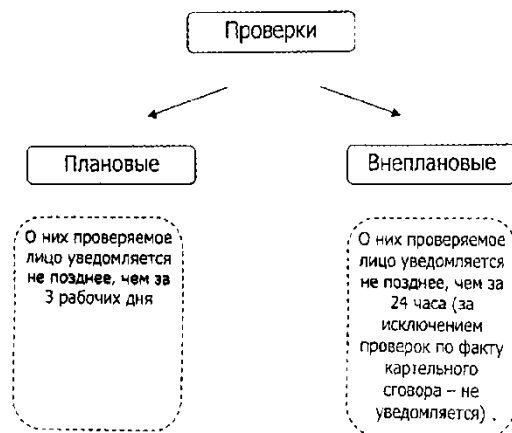 Проверки
Плановые
Внеплановые
О них проверяемое
лицо уведомляется
не позднее, чем за
3 рабочих дня
О них проверяемое
лицо уведомляется
не позднее, чем за
24 часа (за
исключением
проверок по факту
картельного
сговора – не
уведомляется) .